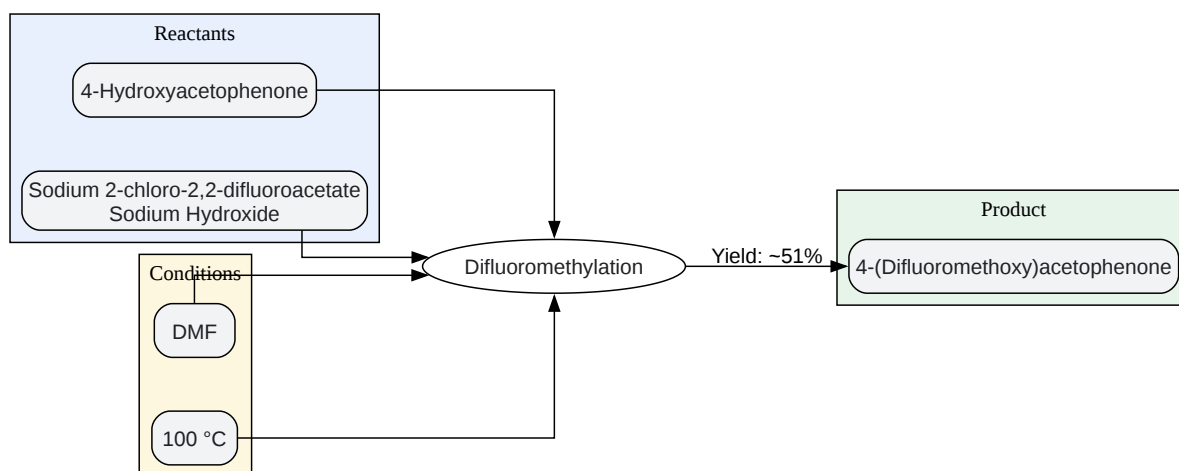 Reactants
4-Hydroxyacetophenone
Sodium 2-chloro-2,2-difluoroacetate
Sodium Hydroxide
Conditions
DMF
100 °C
Difluoromethylation
Yield: ~51%
Product
4-(Difluoromethoxy)acetophenone